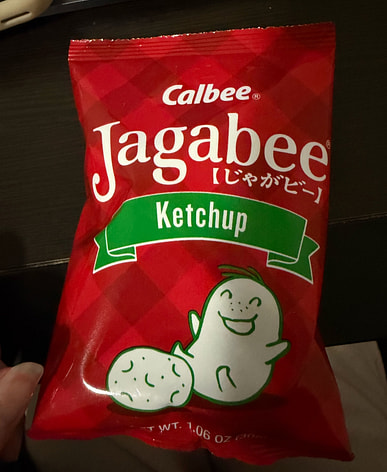 Calbee®
Jagabee®
【じゃがビー】
Ketchup
WT. 1.06 OZ